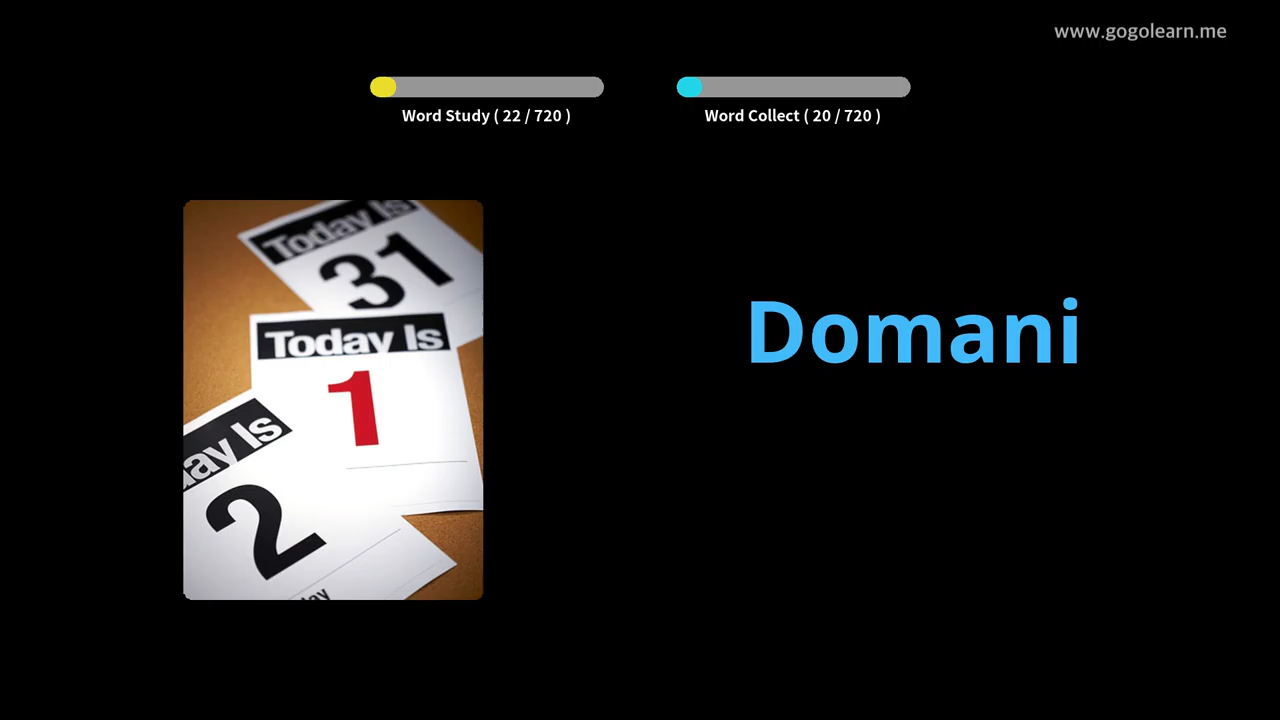 www.gogolearn.me
Word Study ( 22 / 720 )
Word Collect ( 20 / 720 )
Today Is
31
Today Is
1
ay Is
2
Domani